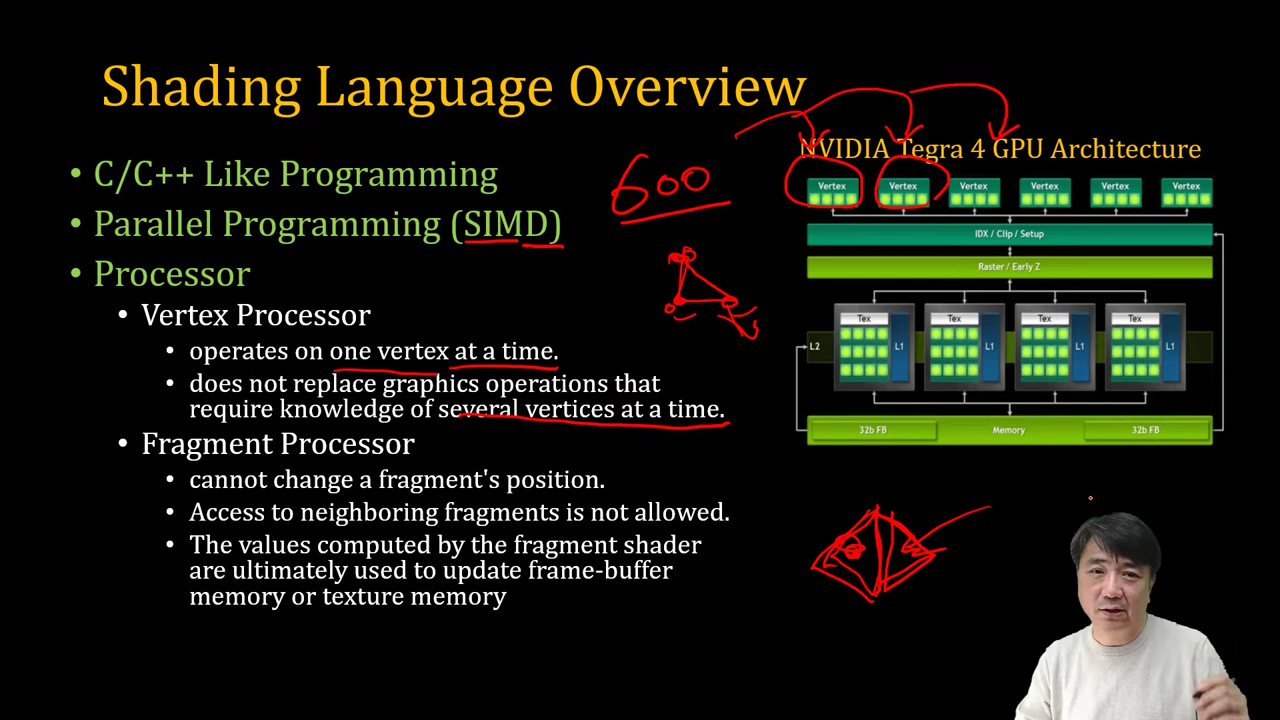 Shading Language Overview
• C/C++ Like Programming
• Parallel Programming (SIMD)
• Processor
• Vertex Processor
• operates on one vertex at a time.
• does not replace graphics operations that
require knowledge of several vertices at a time.
• Fragment Processor
• cannot change a fragment's position.
• Access to neighboring fragments is not allowed.
• The values computed by the fragment shader
are ultimately used to update frame-buffer
memory or texture memory
600
NVIDIA Tegra 4 GPU Architecture
Vertex Vertex Vertex Vertex Vertex Vertex
IDX / Clip / Setup
Raster / Early Z
Tex Tex Tex Tex
L2 L1 L1 L1 L1
32b FB Memory 32b FB